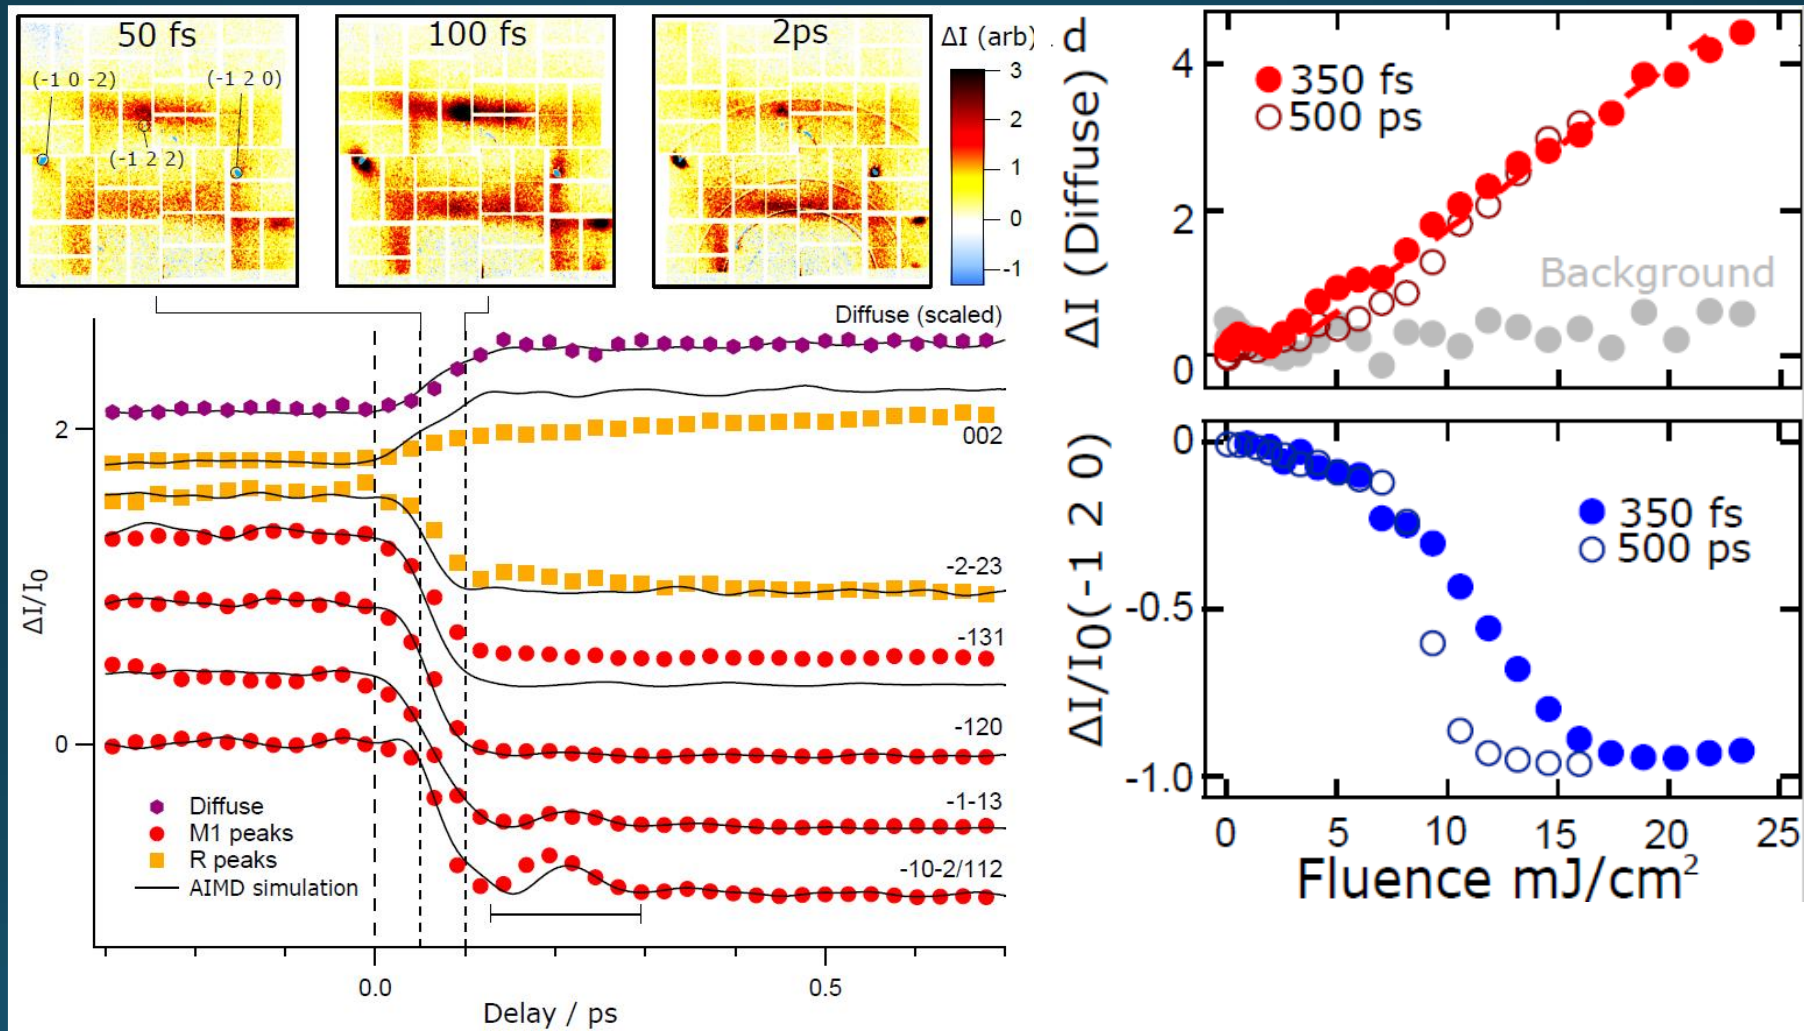 50 fs
(-1 0 -2)
(-1 2 0)
(-1 2 2)
100 fs
2ps
ΔI (arb)
3
2
1
0
-1
Diffuse (scaled)
002
-2-23
-131
-120
-1-13
-10-2/112
2
0
ΔI/I0
Diffuse
M1 peaks
R peaks
AIMD simulation
0.0
0.5
Delay / ps
d
ΔI (Diffuse)
4
2
0
350 fs
500 ps
Background
ΔI/I0(-1 2 0)
0
-0.5
-1.0
350 fs
500 ps
0
5
10
15
20
25
Fluence mJ/cm²